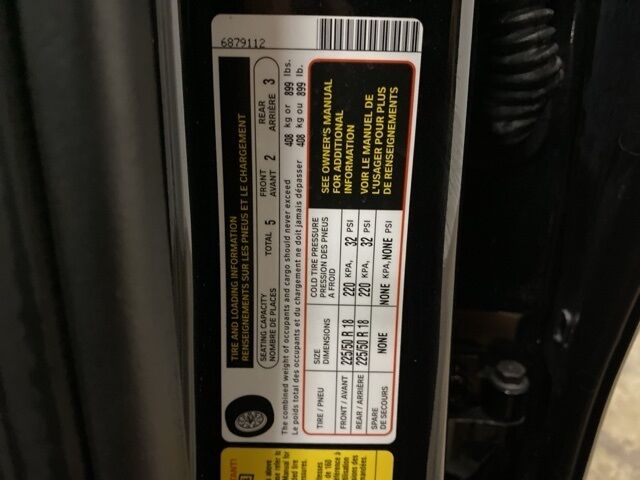 6879112
TIRE AND LOADING INFORMATION
RENSEIGNEMENTS SUR LES PNEUS ET LE CHARGEMENT
SEATING CAPACITY
NOMBRE DE PLACES
TOTAL 5
FRONT
AVANT 2
REAR
ARRIÈRE 3
The combined weight of occupants and cargo should never exceed 408 kg or 899 lbs.
Le poids total des occupants et du chargement ne doit jamais dépasser 408 kg ou 899 lb.
TIRE / PNEU
SIZE
DIMENSIONS
COLD TIRE PRESSURE
PRESSION DES PNEUS
A FROID
FRONT / AVANT 225/50 R 18 220 KPA, 32 PSI
REAR / ARRIÈRE 225/50 R 18 220 KPA, 32 PSI
SPARE
DE SECOURS
NONE NONE KPA, NONE PSI
SEE OWNER'S MANUAL
FOR ADDITIONAL
INFORMATION
VOIR LE MANUEL DE
L'USAGER POUR PLUS
DE RENSEIGNEMENTS